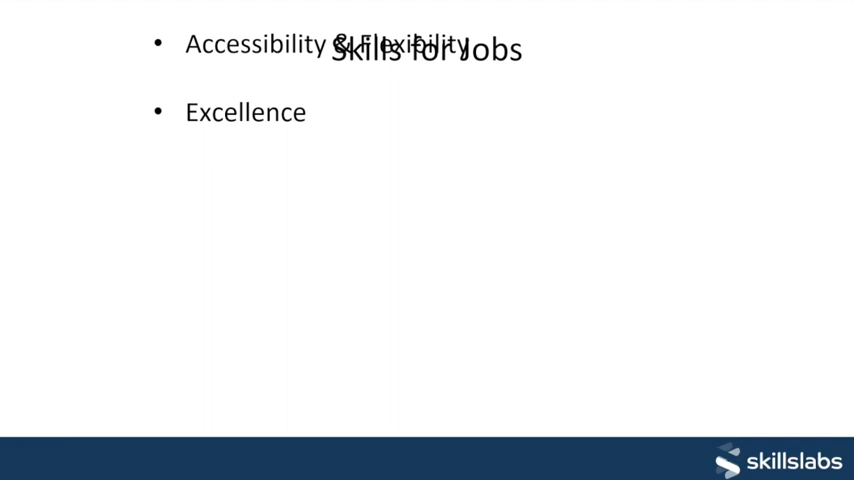 Skills for Jobs
• Accessibility & Flexibility
• Excellence
skillslabs